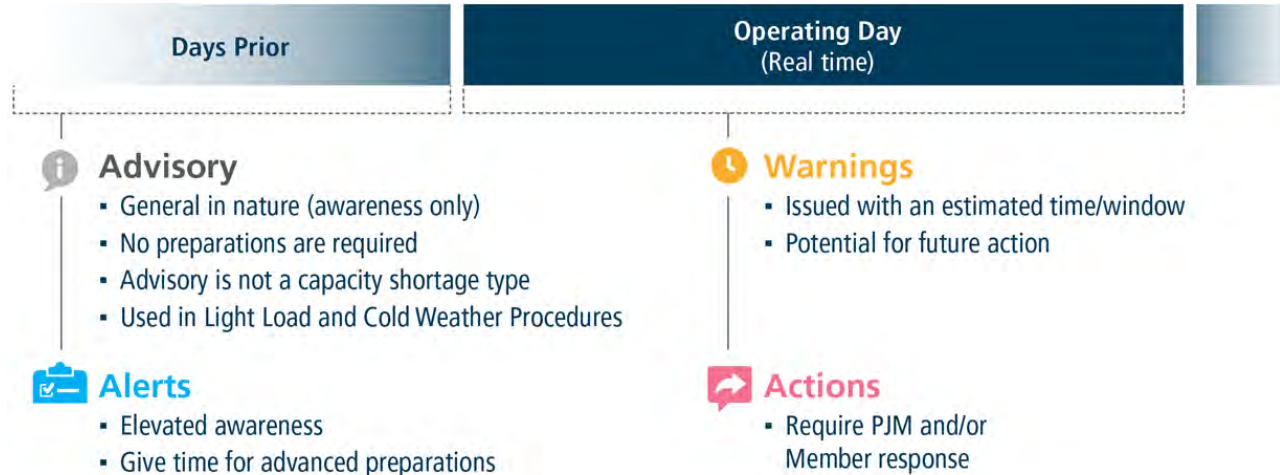 Days Prior
Operating Day
(Real time)
Advisory
▪ General in nature (awareness only)
▪ No preparations are required
▪ Advisory is not a capacity shortage type
▪ Used in Light Load and Cold Weather Procedures
Alerts
▪ Elevated awareness
▪ Give time for advanced preparations
Warnings
▪ Issued with an estimated time/window
▪ Potential for future action
Actions
▪ Require PJM and/or
Member response